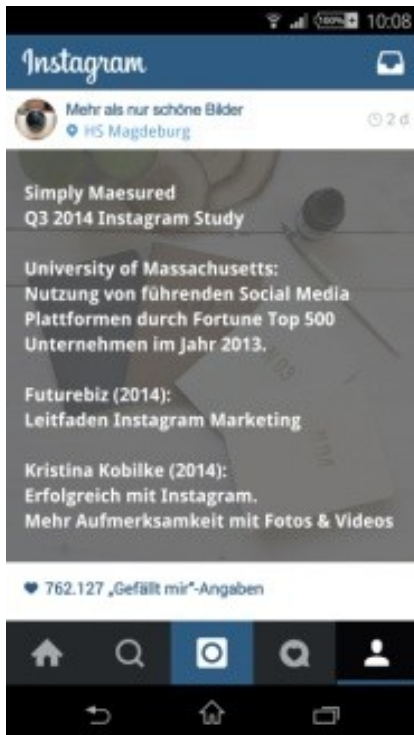 100% 10:08
Instagram
Mehr als nur schöne Bilder
HS Magdeburg
2 d
Simply Maesured
Q3 2014 Instagram Study
University of Massachusetts:
Nutzung von führenden Social Media
Plattformen durch Fortune Top 500
Unternehmen im Jahr 2013.
Futurebiz (2014):
Leitfaden Instagram Marketing
Kristina Kobilke (2014):
Erfolgreich mit Instagram.
Mehr Aufmerksamkeit mit Fotos & Videos
762.127 „Gefällt mir“-Angaben